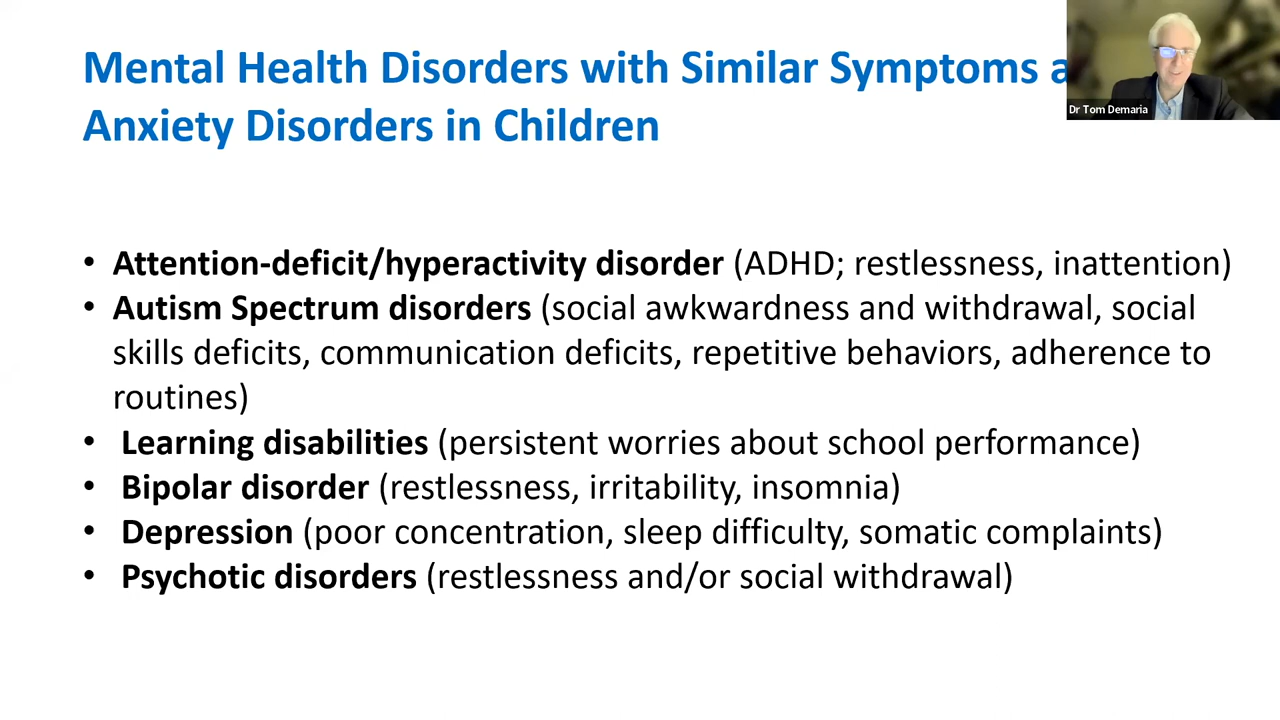 Mental Health Disorders with Similar Symptoms
Anxiety Disorders in Children
Dr Tom Demaria
• Attention-deficit/hyperactivity disorder (ADHD; restlessness, inattention)
• Autism Spectrum disorders (social awkwardness and withdrawal, social
skills deficits, communication deficits, repetitive behaviors, adherence to
routines)
• Learning disabilities (persistent worries about school performance)
• Bipolar disorder (restlessness, irritability, insomnia)
• Depression (poor concentration, sleep difficulty, somatic complaints)
• Psychotic disorders (restlessness and/or social withdrawal)